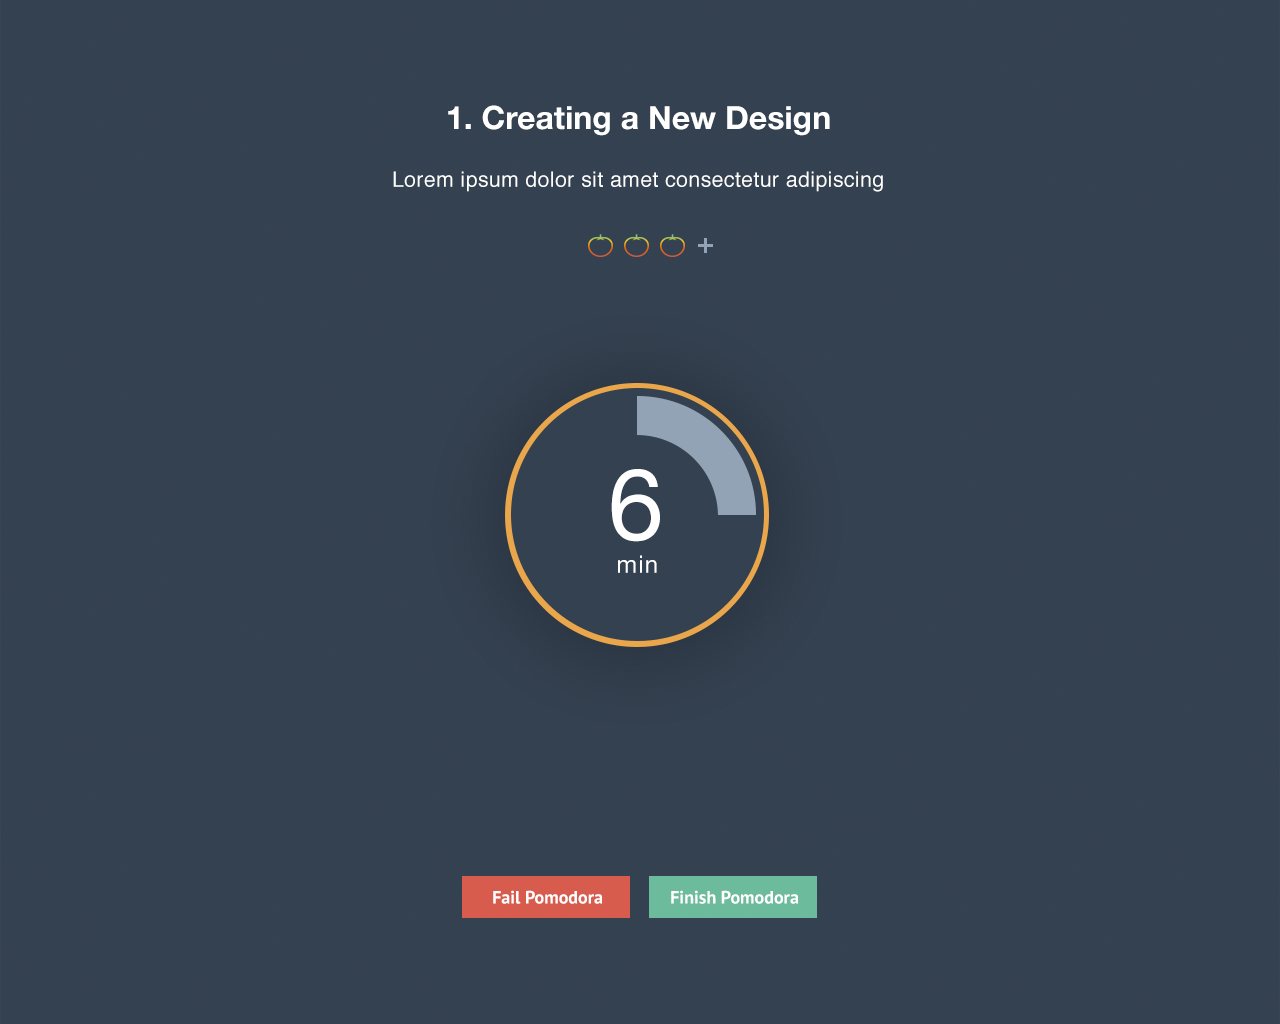 1. Creating a New Design
Lorem ipsum dolor sit amet consectetur adipiscing
6
min
Fail Pomodora
Finish Pomodora